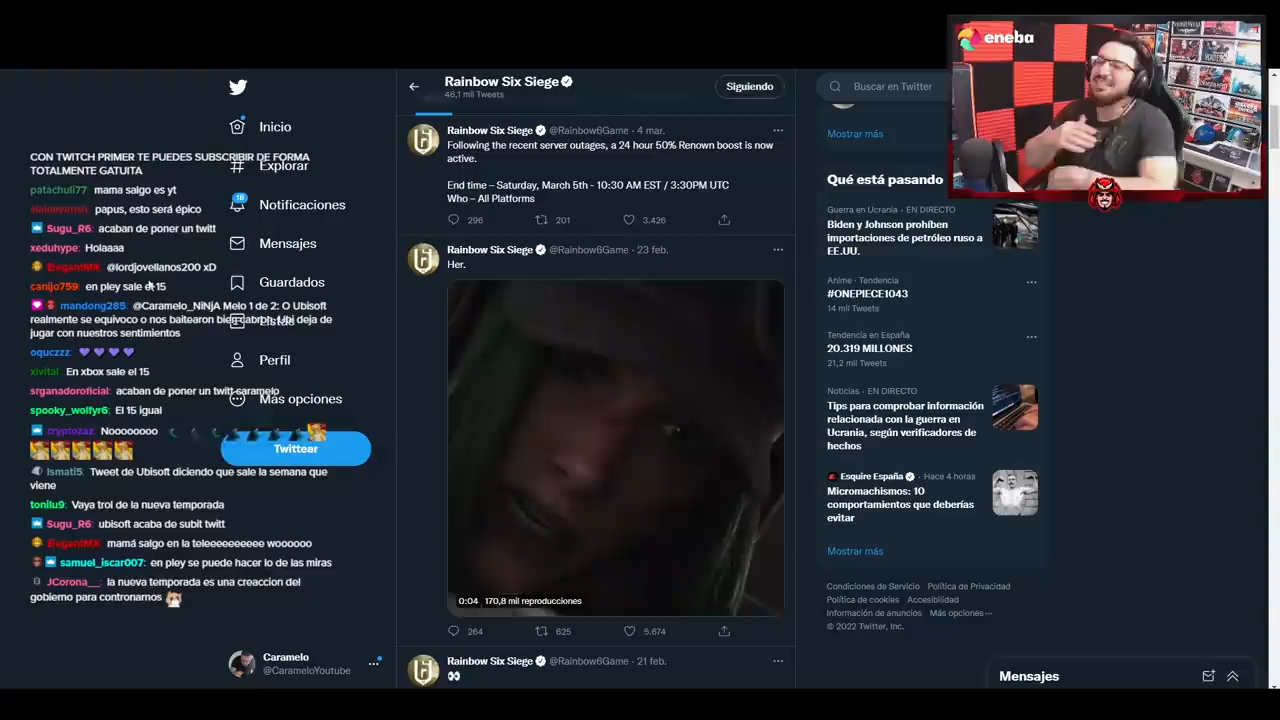 eneba
CON TWITCH PRIMER TE PUEDES SUBSCRIBIR DE FORMA
TOTALMENTE GATUITA
patachuli77: mama salgo es yt
papus, esto será épico
Sugu_R6: acaban de poner un twitt
xeduhype: Holaaaa
ElegantMX: @lordjovellanos200 xD
canijo759: en pley sale el 15
mandong285: @Caramelo_NiNjA Melo 1 de 2: O Ubisoft
realmente se equivoco o nos baitearon bien cabron, Ubi deja de
jugar con nuestros sentimientos
oquczzz:
xlvital: En xbox sale el 15
srganadoroficial: acaban de poner un twitt caramelo
spooky_wolfyr6: El 15 igual
cryptozaz: Noooooooo
Ismati5: Tweet de Ubisoft diciendo que sale la semana que
viene
tonilu9: Vaya trol de la nueva temporada
Sugu_R6: ubisoft acaba de subit twitt
ElegantMX: mamá salgo en la teleeeeeeeeee woooooo
samuel_iscar007: en pley se puede hacer lo de las miras
JCorona__: la nueva temporada es una creaccion del
gobierno para contronarnos
Inicio
Explorar
18
Notificaciones
Mensajes
Guardados
Listas
Perfil
Más opciones
Twittear
Caramelo
@CarameloYoutube
Rainbow Six Siege
46,1 mil Tweets
Siguiendo
Rainbow Six Siege @Rainbow6Game · 4 mar.
Following the recent server outages, a 24 hour 50% Renown boost is now
active.
End time – Saturday, March 5th - 10:30 AM EST / 3:30PM UTC
Who – All Platforms
296 201 3.426
Rainbow Six Siege @Rainbow6Game · 23 feb.
Her.
0:04 170,8 mil reproducciones
264 625 5.674
Rainbow Six Siege @Rainbow6Game · 21 feb.
Buscar en Twitter
Mostrar más
Qué está pasando
Guerra en Ucrania · EN DIRECTO
Biden y Johnson prohíben
importaciones de petróleo ruso a
EE.UU.
Anime · Tendencia
#ONEPIECE1043
14 mil Tweets
Tendencia en España
20.319 MILLONES
21,2 mil Tweets
Noticias · EN DIRECTO
Tips para comprobar información
relacionada con la guerra en
Ucrania, según verificadores de
hechos
Esquire España · Hace 4 horas
Micromachismos: 10
comportamientos que deberías
evitar
Mostrar más
Condiciones de Servicio Política de Privacidad
Política de cookies Accesibilidad
Información de anuncios Más opciones ···
© 2022 Twitter, Inc.
Mensajes